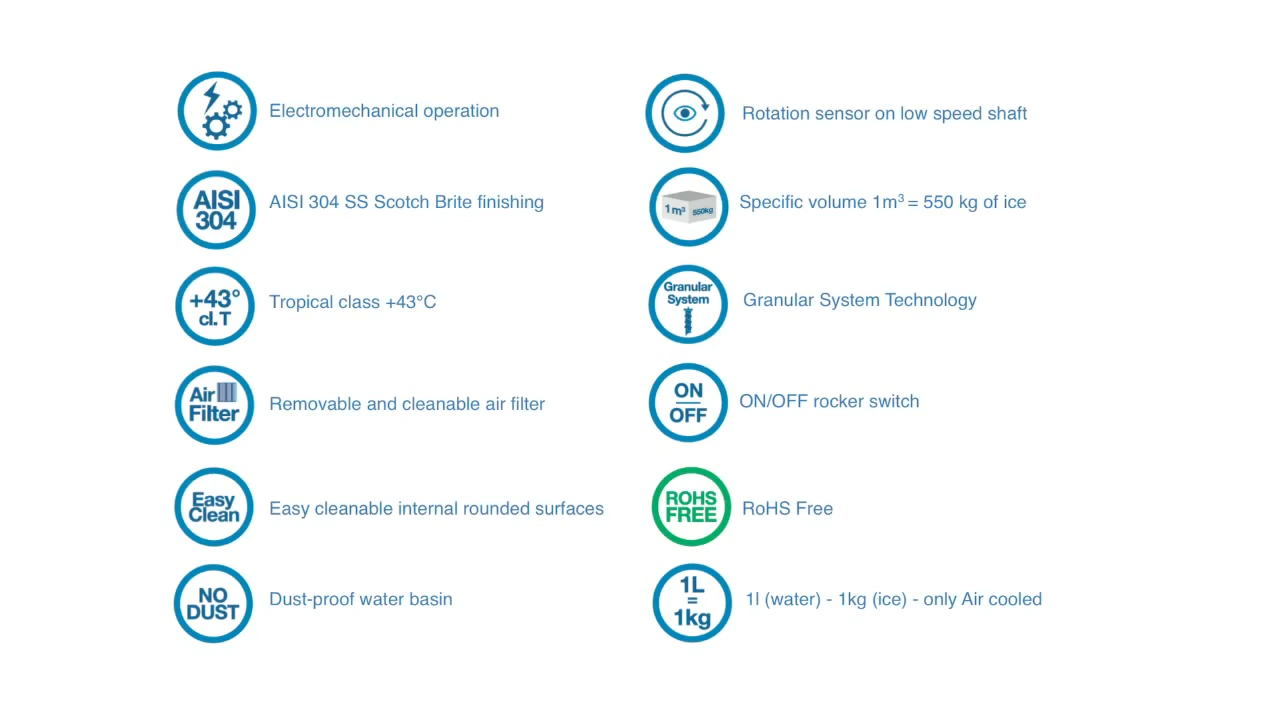 Electromechanical operation
AISI
304
AISI 304 SS Scotch Brite finishing
+43°
cl.T
Tropical class +43°C
Air
Filter
Removable and cleanable air filter
Easy
Clean
Easy cleanable internal rounded surfaces
NO
DUST
Dust-proof water basin
Rotation sensor on low speed shaft
1m³ 550kg
Specific volume 1m³ = 550 kg of ice
Granular
System
Granular System Technology
ON
OFF
ON/OFF rocker switch
ROHS
FREE
RoHS Free
1L
=
1kg
1l (water) - 1kg (ice) - only Air cooled